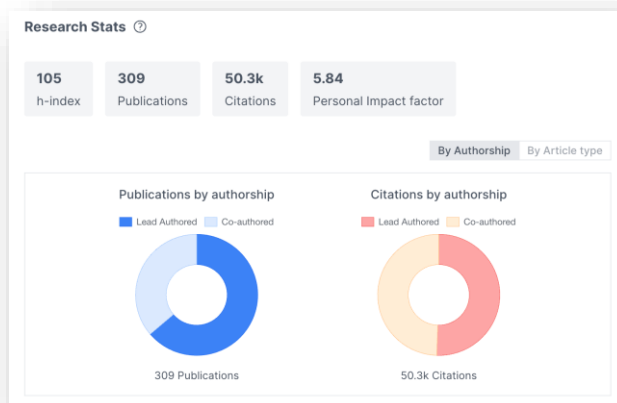 Research Stats ?
105
h-index
309
Publications
50.3k
Citations
5.84
Personal Impact factor
By Authorship By Article type
Publications by authorship
Lead Authored Co-authored
309 Publications
Citations by authorship
Lead Authored Co-authored
50.3k Citations